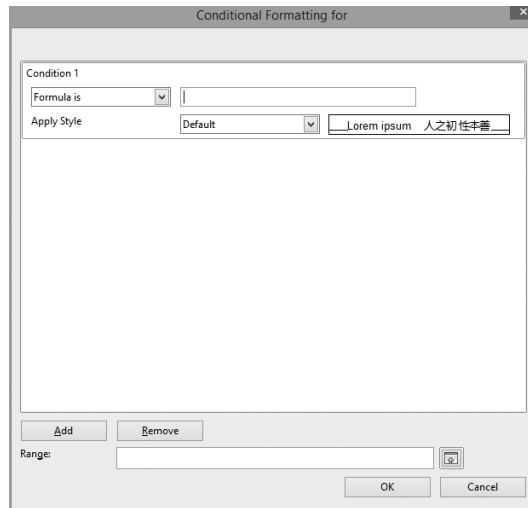 Conditional Formatting for
Condition 1
Formula is
Apply Style
Default
Lorem ipsum 人之初性本善
Add
Remove
Range:
OK
Cancel